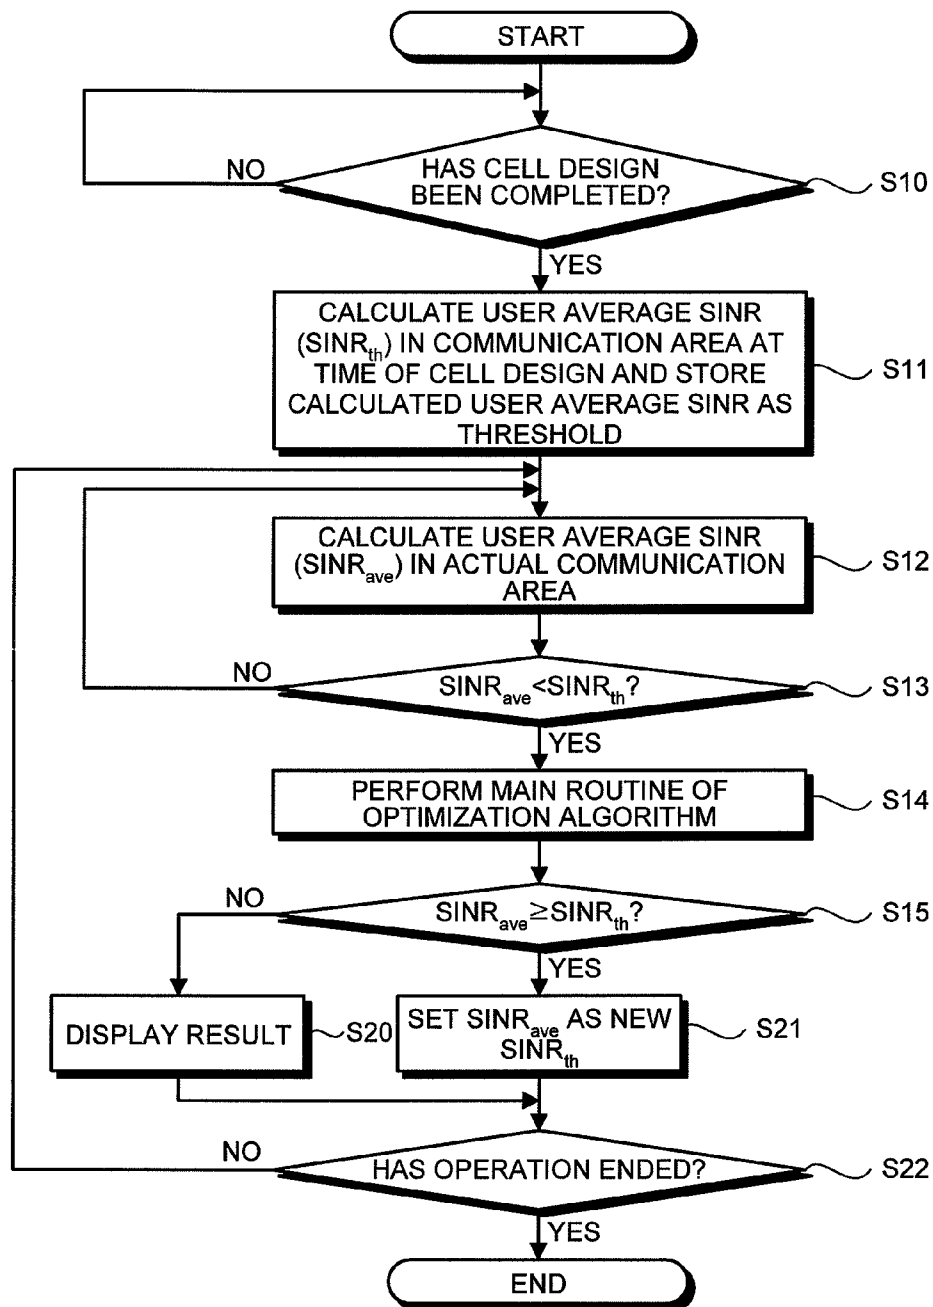 START
NO
HAS CELL DESIGN
BEEN COMPLETED?
S10
YES
CALCULATE USER AVERAGE SINR
(SINRth) IN COMMUNICATION AREA AT
TIME OF CELL DESIGN AND STORE
CALCULATED USER AVERAGE SINR AS
THRESHOLD
S11
CALCULATE USER AVERAGE SINR
(SINRave) IN ACTUAL COMMUNICATION
AREA
S12
NO
SINRave<SINRth?
S13
YES
PERFORM MAIN ROUTINE OF
OPTIMIZATION ALGORITHM
S14
NO
SINRave≧SINRth?
S15
YES
DISPLAY RESULT
S20
SET SINRave AS NEW
SINRth
S21
NO
HAS OPERATION ENDED?
S22
YES
END